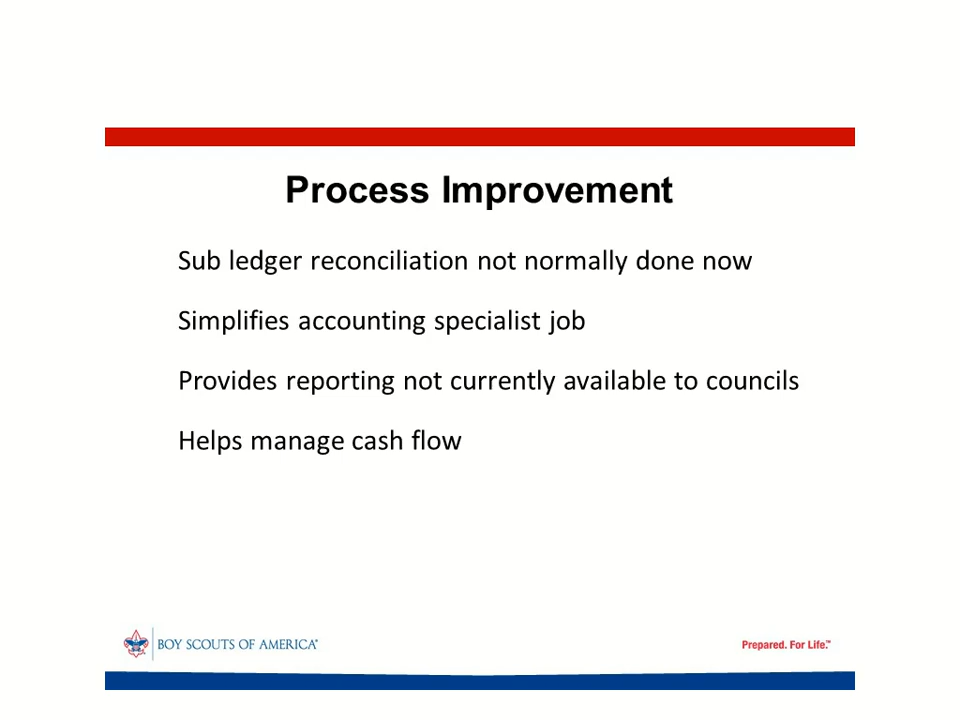 Process Improvement
Sub ledger reconciliation not normally done now
Simplifies accounting specialist job
Provides reporting not currently available to councils
Helps manage cash flow
BOY SCOUTS OF AMERICA®
Prepared. For Life.™